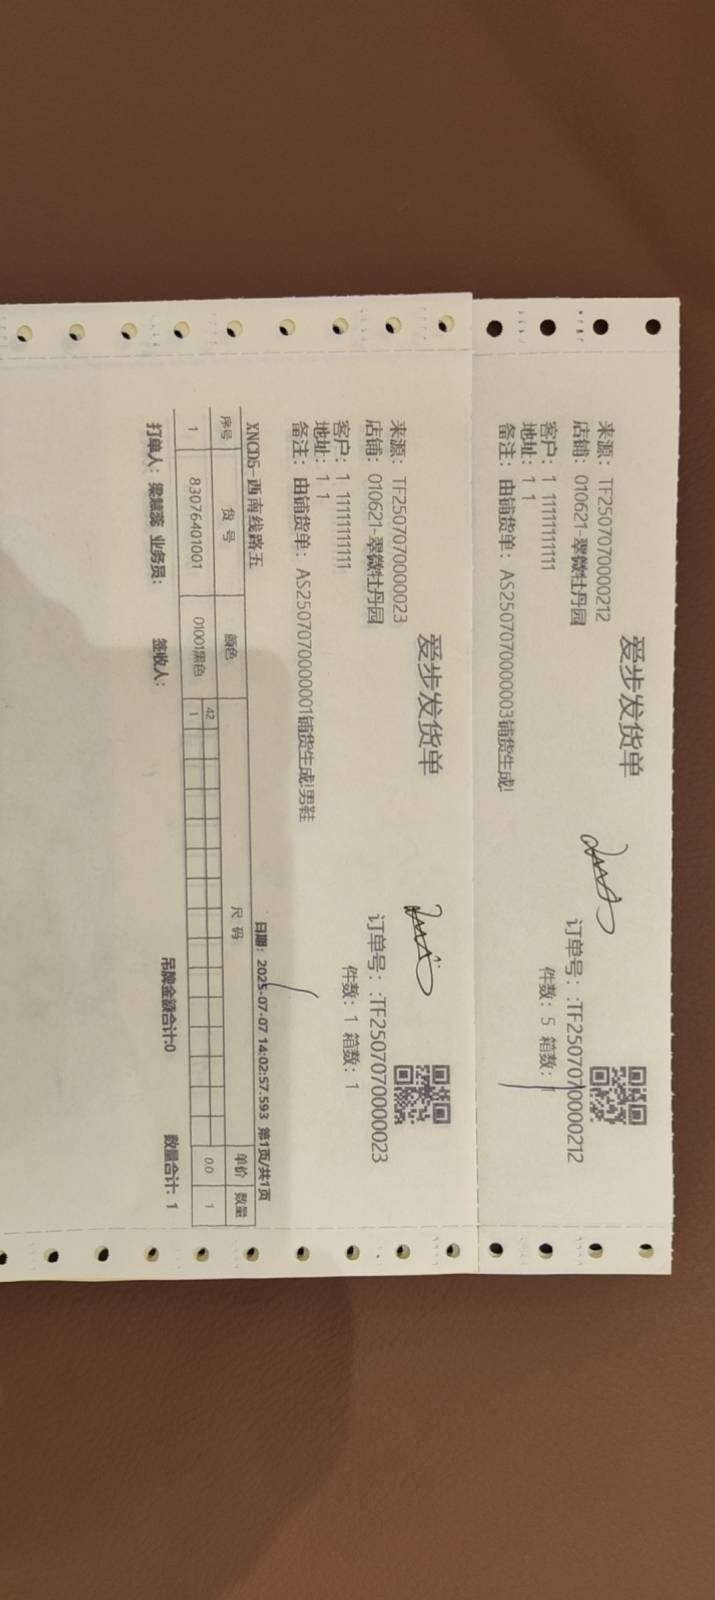 爱步发货单
来源：TF2507070000212
店铺：010621-翠微牡丹园
订单号：:TF2507070000212
客户：1 11111111111
件数：5 箱数：1
地址：1 1
备注：由铺货单：AS2507070000003铺货生成!
爱步发货单
来源：TF2507070000023
店铺：010621-翠微牡丹园
订单号：:TF2507070000023
客户：1 11111111111
件数：1 箱数：1
地址：1 1
备注：由铺货单：AS2507070000001铺货生成!男鞋
XNCD5-西南线路五 日期：2025-07-07 14:02:57.593 第1页/共1页
序号 货号 颜色 尺码 单价 数量
42
1 83076401001 01001黑色 1 0.0 1
吊牌金额合计:0 数量合计：1
打单人：梁慧蕊 业务员： 签收人：